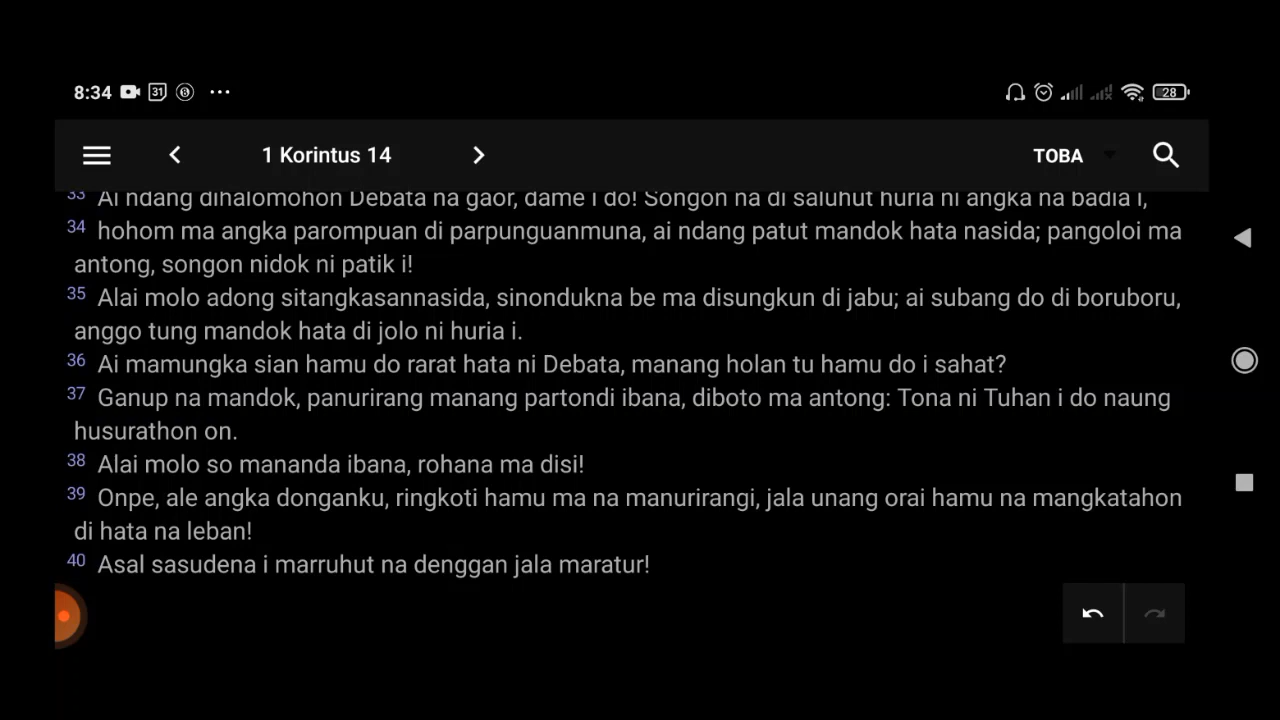 8:34 31 28
1 Korintus 14 TOBA
33 Ai ndang dihalomohon Debata na gaor, dame i do! Songon na di saluhut huria ni angka na badia i,
34 hohom ma angka parompuan di parpunguanmuna, ai ndang patut mandok hata nasida; pangoloi ma
antong, songon nidok ni patik i!
35 Alai molo adong sitangkasannasida, sinondukna be ma disungkun di jabu; ai subang do di boruboru,
anggo tung mandok hata di jolo ni huria i.
36 Ai mamungka sian hamu do rarat hata ni Debata, manang holan tu hamu do i sahat?
37 Ganup na mandok, panurirang manang partondi ibana, diboto ma antong: Tona ni Tuhan i do naung
husurathon on.
38 Alai molo so mananda ibana, rohana ma disi!
39 Onpe, ale angka donganku, ringkoti hamu ma na manurirangi, jala unang orai hamu na mangkatahon
di hata na leban!
40 Asal sasudena i marruhut na denggan jala maratur!